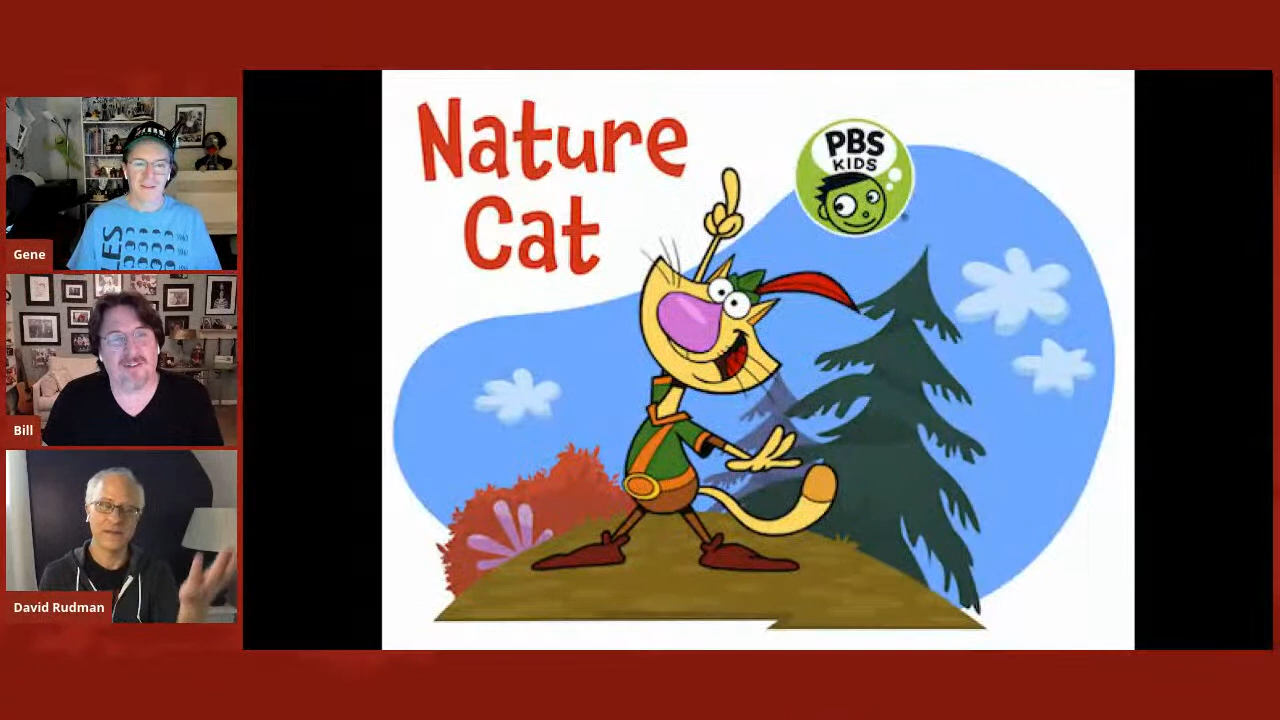 Nature
Cat
PBS
KIDS
Gene
Bill
David Rudman